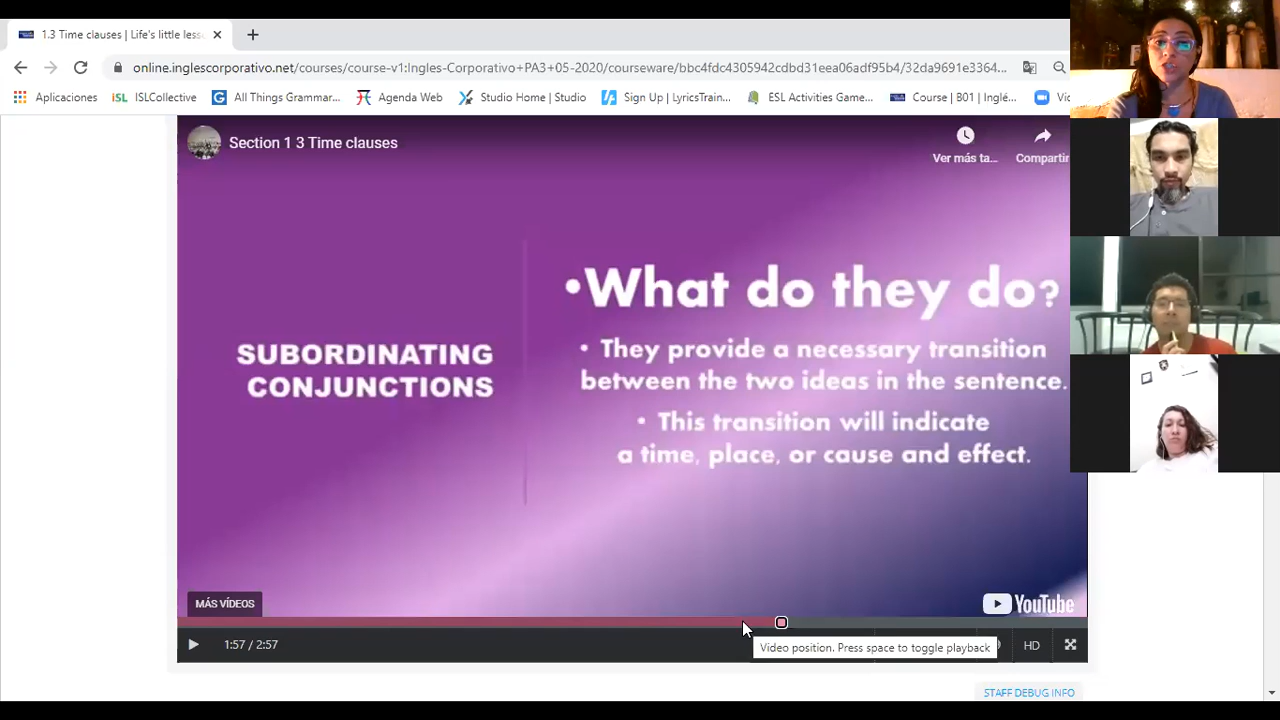 1.3 Time clauses | Life's little less
online.inglescorporativo.net/courses/course-v1:Ingles-Corporativo+PA3+05-2020/courseware/bbc4fdc4305942cdbd31eea06adf95b4/32da9691e3364...
Aplicaciones ISLCollective All Things Grammar... Agenda Web Studio Home | Studio Sign Up | LyricsTrain... ESL Activities Game... Course | B01 | Inglé...
Section 1 3 Time clauses
Ver más ta... Compartir
•What do they do?
SUBORDINATING
CONJUNCTIONS
• They provide a necessary transition
between the two ideas in the sentence.
• This transition will indicate
a time, place, or cause and effect.
MÁS VÍDEOS
YouTube
1:57 / 2:57
Video position. Press space to toggle playback
HD
STAFF DEBUG INFO